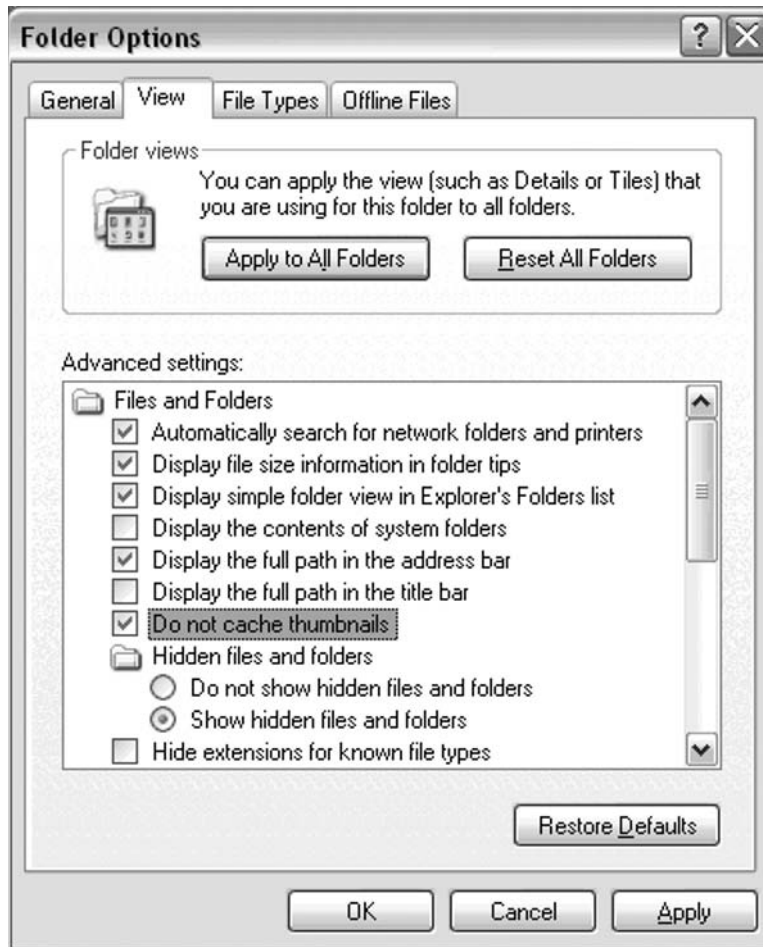 Folder Options
?
General View File Types Offline Files
Folder views
You can apply the view (such as Details or Tiles) that
you are using for this folder to all folders.
Apply to All Folders Reset All Folders
Advanced settings:
Files and Folders
Automatically search for network folders and printers
Display file size information in folder tips
Display simple folder view in Explorer's Folders list
Display the contents of system folders
Display the full path in the address bar
Display the full path in the title bar
Do not cache thumbnails
Hidden files and folders
Do not show hidden files and folders
Show hidden files and folders
Hide extensions for known file types
Restore Defaults
OK Cancel Apply